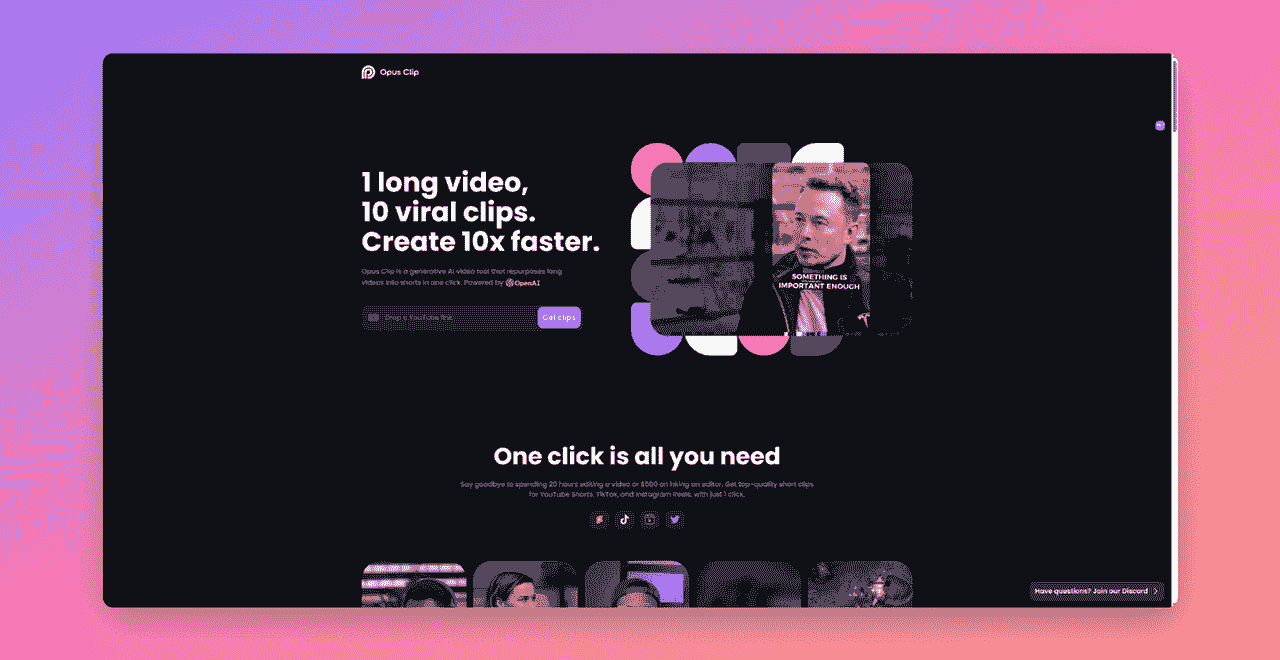 Opus Clip
1 long video,
10 viral clips.
Create 10x faster.
Opus Clip is a generative AI video tool that repurposes long
videos into shorts in one click. Powered by OpenAI
Drop a YouTube link
Get clips
SOMETHING IS
IMPORTANT ENOUGH
One click is all you need
Say goodbye to spending 20 hours editing a video or $500 on hiring an editor. Get top-quality short clips
for YouTube Shorts, TikTok, and Instagram Reels, with just 1 click.
Have questions? Join our Discord